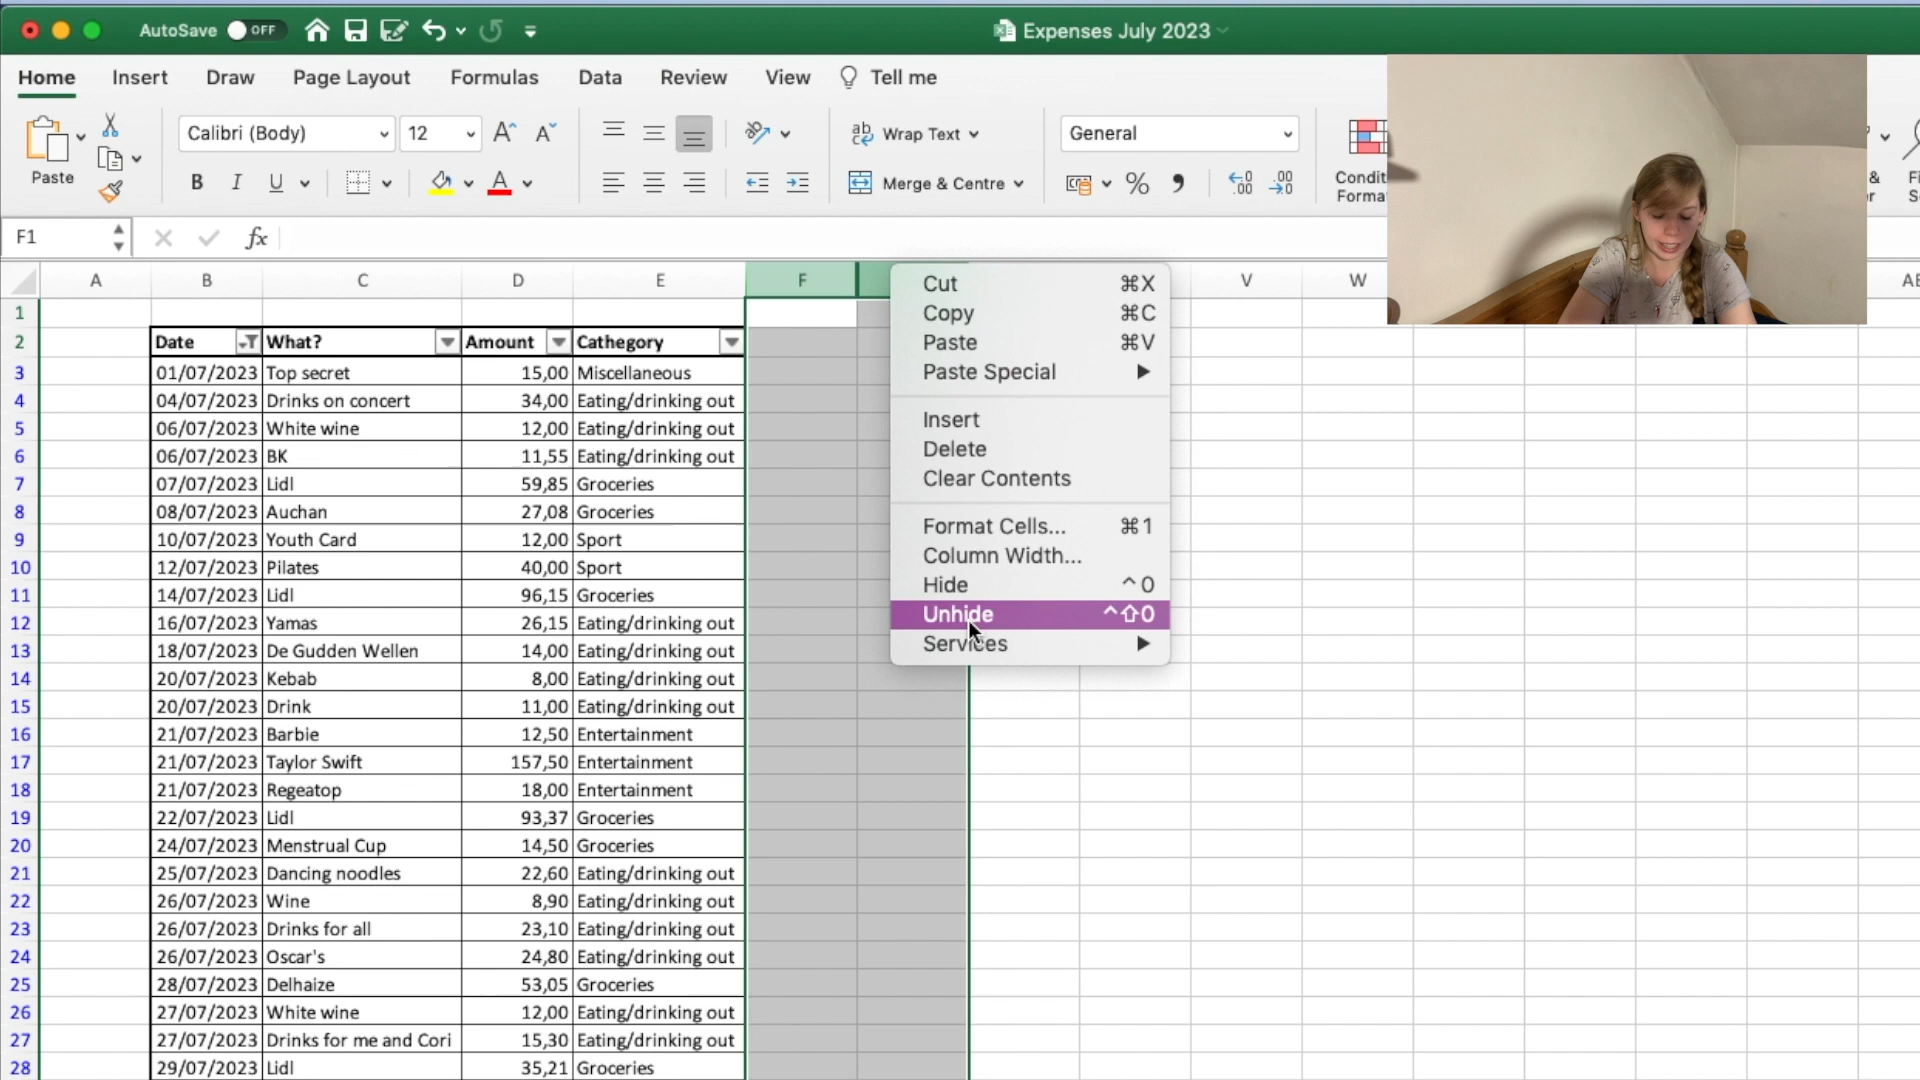 AutoSave OFF Expenses July 2023
Home Insert Draw Page Layout Formulas Data Review View Tell me
Paste
Calibri (Body) 12 A A
B I U A
ab Wrap Text
Merge & Centre
General
% ,
Condit
Forma
&
F1 fx
A B C D E F V W
1
2 Date What? Amount Cathegory
3 01/07/2023 Top secret 15,00 Miscellaneous
4 04/07/2023 Drinks on concert 34,00 Eating/drinking out
5 06/07/2023 White wine 12,00 Eating/drinking out
6 06/07/2023 BK 11,55 Eating/drinking out
7 07/07/2023 Lidl 59,85 Groceries
8 08/07/2023 Auchan 27,08 Groceries
9 10/07/2023 Youth Card 12,00 Sport
10 12/07/2023 Pilates 40,00 Sport
11 14/07/2023 Lidl 96,15 Groceries
12 16/07/2023 Yamas 26,15 Eating/drinking out
13 18/07/2023 De Gudden Wellen 14,00 Eating/drinking out
14 20/07/2023 Kebab 8,00 Eating/drinking out
15 20/07/2023 Drink 11,00 Eating/drinking out
16 21/07/2023 Barbie 12,50 Entertainment
17 21/07/2023 Taylor Swift 157,50 Entertainment
18 21/07/2023 Regeatop 18,00 Entertainment
19 22/07/2023 Lidl 93,37 Groceries
20 24/07/2023 Menstrual Cup 14,50 Groceries
21 25/07/2023 Dancing noodles 22,60 Eating/drinking out
22 26/07/2023 Wine 8,90 Eating/drinking out
23 26/07/2023 Drinks for all 23,10 Eating/drinking out
24 26/07/2023 Oscar's 24,80 Eating/drinking out
25 28/07/2023 Delhaize 53,05 Groceries
26 27/07/2023 White wine 12,00 Eating/drinking out
27 27/07/2023 Drinks for me and Cori 15,30 Eating/drinking out
28 29/07/2023 Lidl 35,21 Groceries
Cut ⌘X
Copy ⌘C
Paste ⌘V
Paste Special
Insert
Delete
Clear Contents
Format Cells... ⌘1
Column Width...
Hide ^0
Unhide ^⇧0
Services